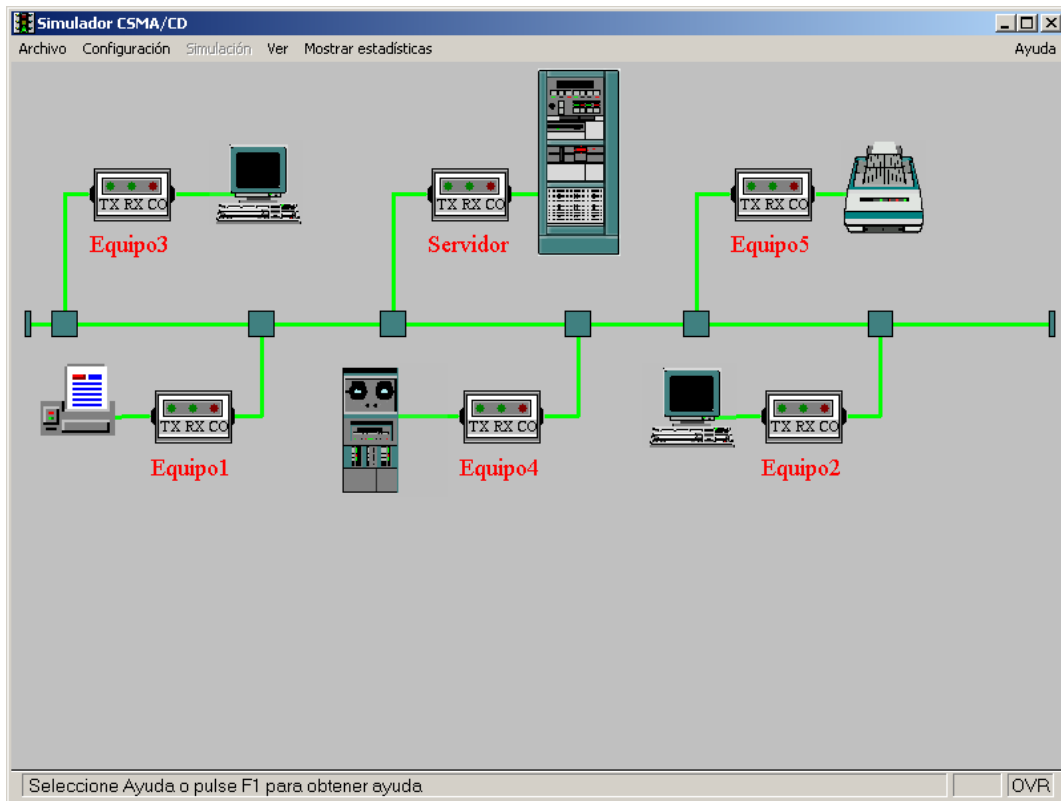 Simulador CSMA/CD
Archivo Configuración Simulación Ver Mostrar estadísticas Ayuda
TX RX CO
TX RX CO
TX RX CO
Equipo3
Servidor
Equipo5
TX RX CO
TX RX CO
TX RX CO
Equipo1
Equipo4
Equipo2
Seleccione Ayuda o pulse F1 para obtener ayuda OVR